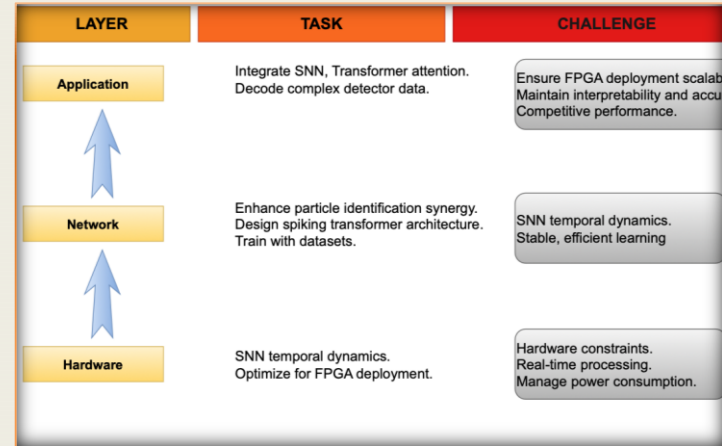 LAYER TASK CHALLENGE
Application
Integrate SNN, Transformer attention.
Decode complex detector data.
Ensure FPGA deployment scalab
Maintain interpretability and accu
Competitive performance.
Network
Enhance particle identification synergy.
Design spiking transformer architecture.
Train with datasets.
SNN temporal dynamics.
Stable, efficient learning
Hardware
SNN temporal dynamics.
Optimize for FPGA deployment.
Hardware constraints.
Real-time processing.
Manage power consumption.